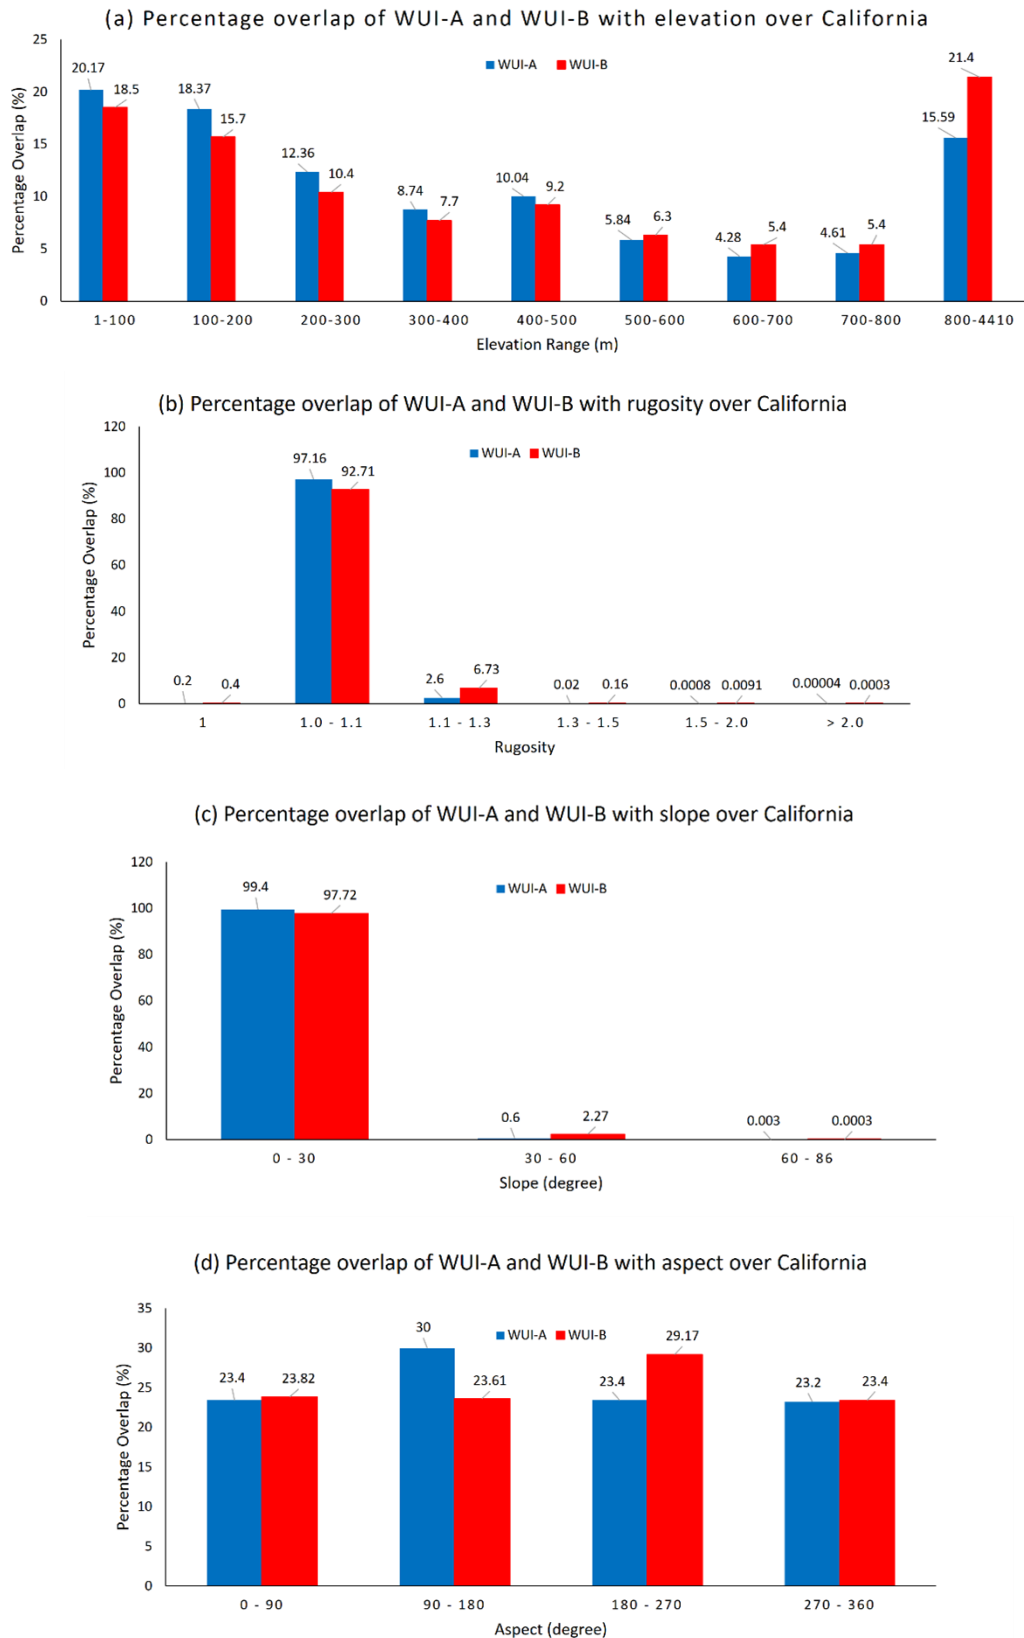 (a) Percentage overlap of WUI-A and WUI-B with elevation over California
25
20
15
10
5
0
Percentage Overlap (%)
WUI-A WUI-B
20.17 18.5 18.37 15.7 12.36 10.4 8.74 7.7 10.04 9.2 5.84 6.3 4.28 5.4 4.61 5.4 15.59 21.4
1-100 100-200 200-300 300-400 400-500 500-600 600-700 700-800 800-4410
Elevation Range (m)
(b) Percentage overlap of WUI-A and WUI-B with rugosity over California
120
100
80
60
40
20
0
Percentage Overlap (%)
WUI-A WUI-B
0.2 0.4 97.16 92.71 2.6 6.73 0.02 0.16 0.0008 0.0091 0.00004 0.0003
1 1.0 - 1.1 1.1 - 1.3 1.3 - 1.5 1.5 - 2.0 > 2.0
Rugosity
(c) Percentage overlap of WUI-A and WUI-B with slope over California
120
100
80
60
40
20
0
Percentage Overlap (%)
WUI-A WUI-B
99.4 97.72 0.6 2.27 0.003 0.0003
0 - 30 30 - 60 60 - 86
Slope (degree)
(d) Percentage overlap of WUI-A and WUI-B with aspect over California
35
30
25
20
15
10
5
0
Percentage Overlap (%)
WUI-A WUI-B
23.4 23.82 30 23.61 23.4 29.17 23.2 23.4
0 - 90 90 - 180 180 - 270 270 - 360
Aspect (degree)